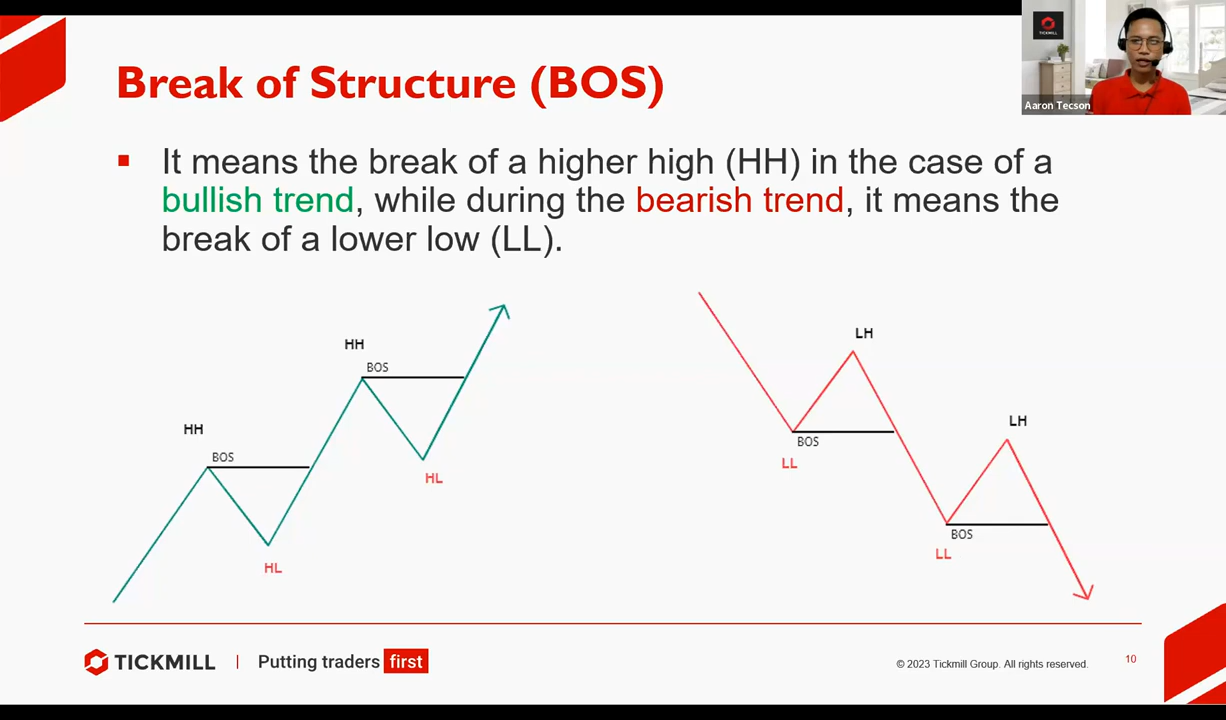 TICKMILL
Aaron Tecson
Break of Structure (BOS)
It means the break of a higher high (HH) in the case of a
bullish trend, while during the bearish trend, it means the
break of a lower low (LL).
HH
BOS
HL
HH
BOS
HL
LH
BOS
LL
LH
BOS
LL
TICKMILL | Putting traders first
© 2023 Tickmill Group. All rights reserved.
10